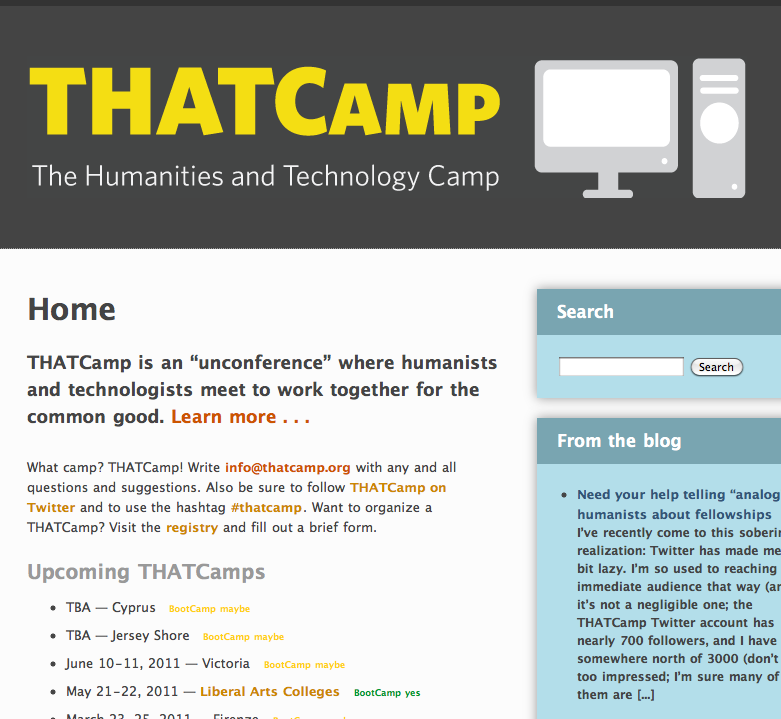 THATCAMP
The Humanities and Technology Camp
Home
THATCamp is an “unconference” where humanists
and technologists meet to work together for the
common good. Learn more . . .
What camp? THATCamp! Write info@thatcamp.org with any and all
questions and suggestions. Also be sure to follow THATCamp on
Twitter and to use the hashtag #thatcamp. Want to organize a
THATCamp? Visit the registry and fill out a brief form.
Upcoming THATCamps
TBA — Cyprus BootCamp maybe
TBA — Jersey Shore BootCamp maybe
June 10-11, 2011 — Victoria BootCamp maybe
May 21-22, 2011 — Liberal Arts Colleges BootCamp yes
March 23-25, 2011 — Firenze
Search
Search
From the blog
Need your help telling “analog
humanists about fellowships
I've recently come to this soberin
realization: Twitter has made me
bit lazy. I'm so used to reaching
immediate audience that way (an
it's not a negligible one; the
THATCamp Twitter account has
nearly 700 followers, and I have
somewhere north of 3000 (don't
too impressed; I'm sure many of
them are [...]